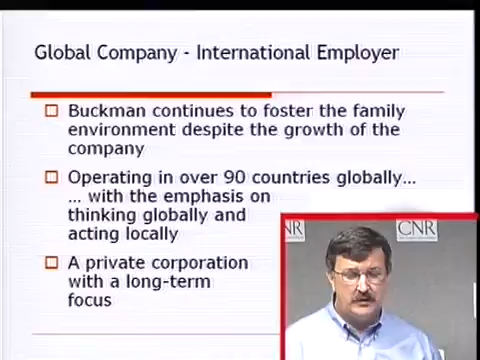 Global Company - International Employer
Buckman continues to foster the family
environment despite the growth of the
company
Operating in over 90 countries globally…
… with the emphasis on
thinking globally and
acting locally
A private corporation
with a long-term
focus
CNR
CNR